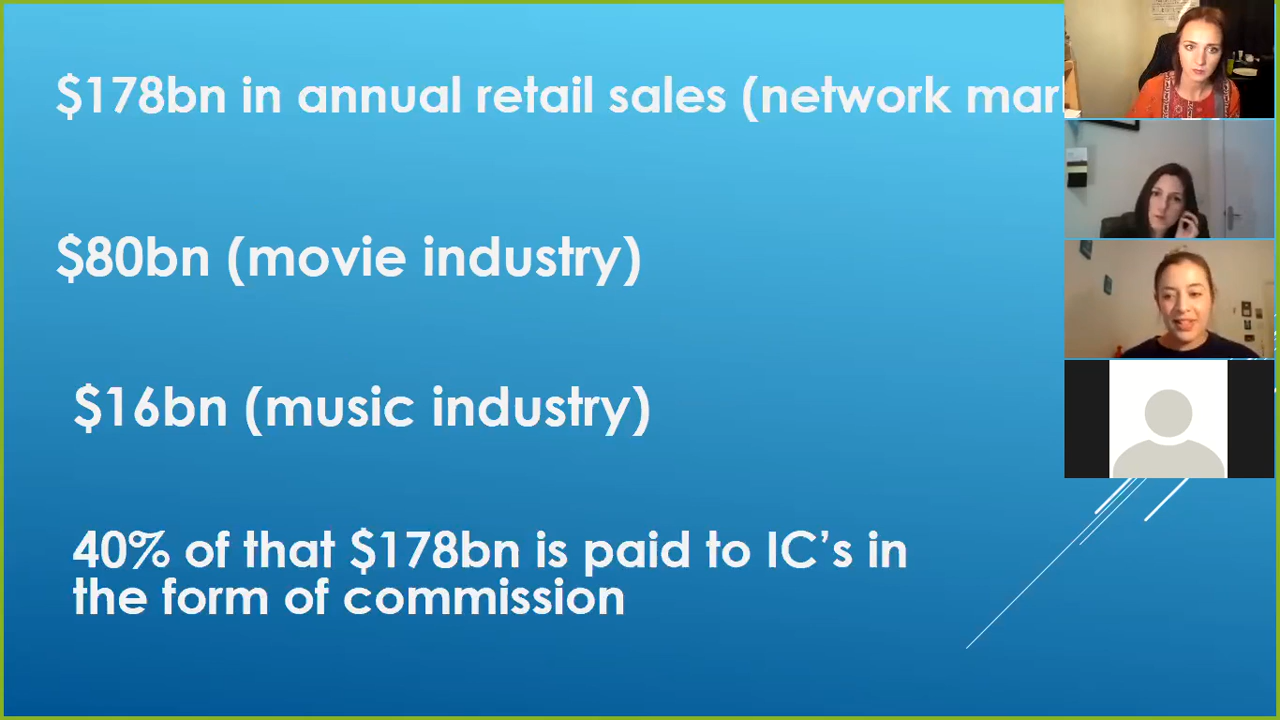 $178bn in annual retail sales (network
$80bn (movie industry)
$16bn (music industry)
40% of that $178bn is paid to IC’s in
the form of commission